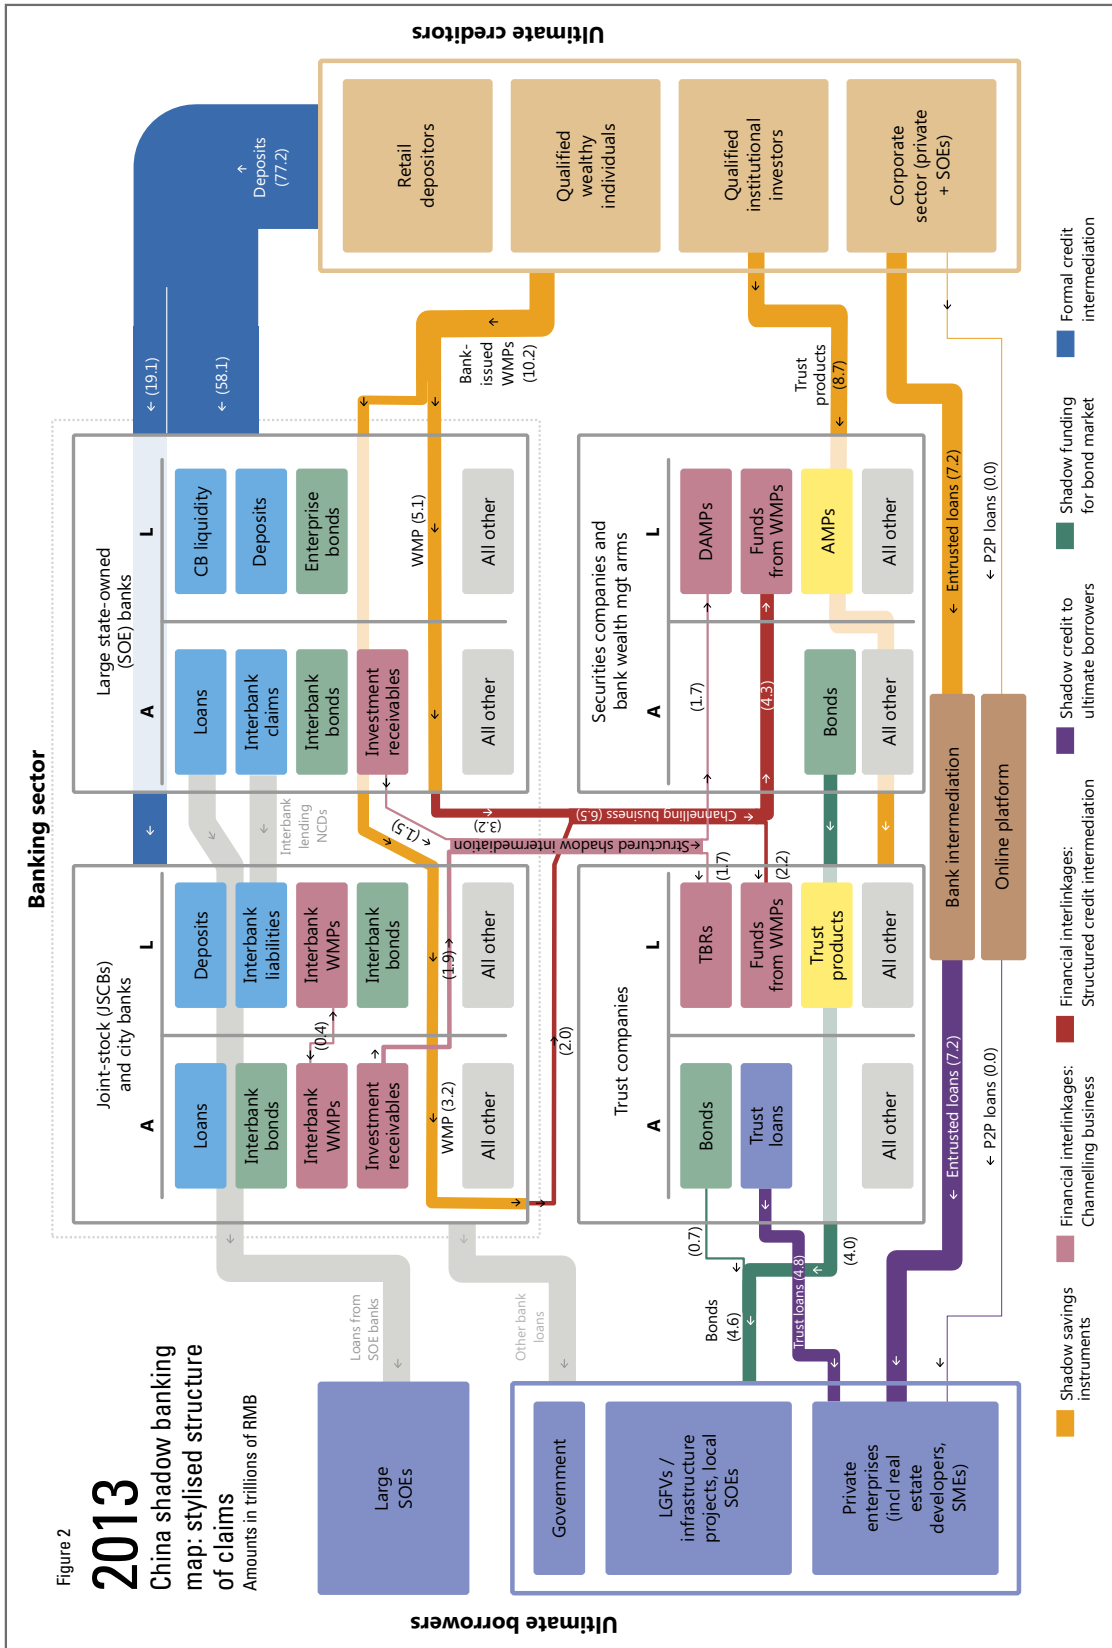 Figure 2
2013
China shadow banking
map: stylised structure
of claims
Amounts in trillions of RMB
Banking sector
Ultimate borrowers
Large
SOEs
Government
LGFVs /
infrastructure
projects, local
SOEs
Private
enterprises
(incl real
estate
developers,
SMEs)
Loans from
SOE banks
Other bank
loans
Bonds
(4.6)
(0.7)
Trust loans (4.8)
(4.0)
← Entrusted loans (7.2)
← P2P loans (0.0)
Joint-stock (JSCBs)
and city banks
A
L
Loans
Interbank
bonds
Interbank
WMPs
Investment
receivables
WMP (3.2)
All other
Deposits
Interbank
liabilities
Interbank
WMPs
Interbank
bonds
All other
(0.4)
(1.9)
(2.0)
Interbank
lending
NCDs
(1.5)
(3.2)
←Structured shadow intermediation
← Channelling business (6.5)
Large state-owned
(SOE) banks
A
L
Loans
Interbank
claims
Interbank
bonds
Investment
receivables
All other
CB liquidity
Deposits
Enterprise
bonds
WMP (5.1)
All other
← (19.1)
← (58.1)
Deposits
(77.2)
Bank-
issued
WMPs
(10.2)
Trust
products
(8.7)
Trust companies
A
L
Bonds
Trust
loans
All other
TBRs
Funds
from WMPs
Trust
products
All other
(1.7)
(2.2)
Securities companies and
bank wealth mgt arms
A
L
Bonds
All other
DAMPs
Funds
from WMPs
AMPs
All other
(1.7)
(4.3)
Bank intermediation
Online platform
← Entrusted loans (7.2)
← P2P loans (0.0)
Ultimate creditors
Retail
depositors
Qualified
wealthy
individuals
Qualified
institutional
investors
Corporate
sector (private
+ SOEs)
Shadow savings
instruments
Financial interlinkages:
Channelling business
Financial interlinkages:
Structured credit intermediation
Shadow credit to
ultimate borrowers
Shadow funding
for bond market
Formal credit
intermediation